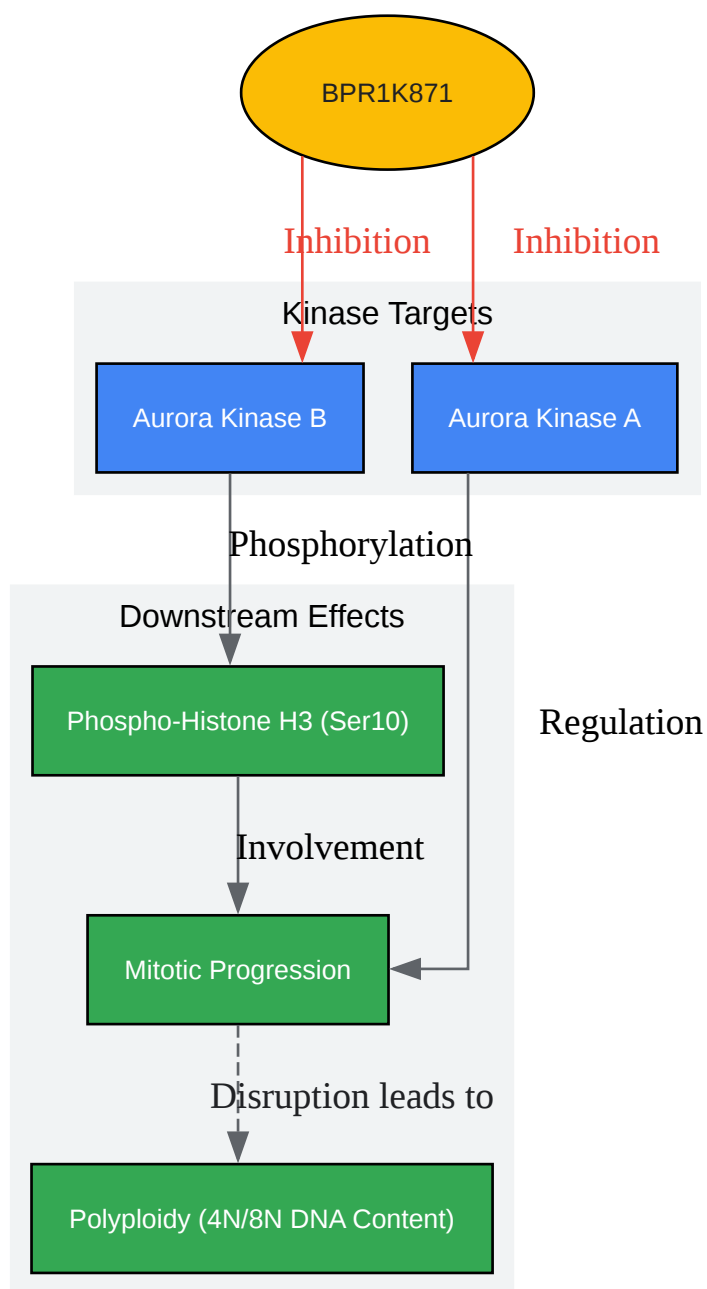 BPR1K871
Inhibition
Inhibition
Kinase Targets
Aurora Kinase B
Aurora Kinase A
Phosphorylation
Downstream Effects
Phospho-Histone H3 (Ser10)
Regulation
Involvement
Mitotic Progression
Disruption leads to
Polyploidy (4N/8N DNA Content)